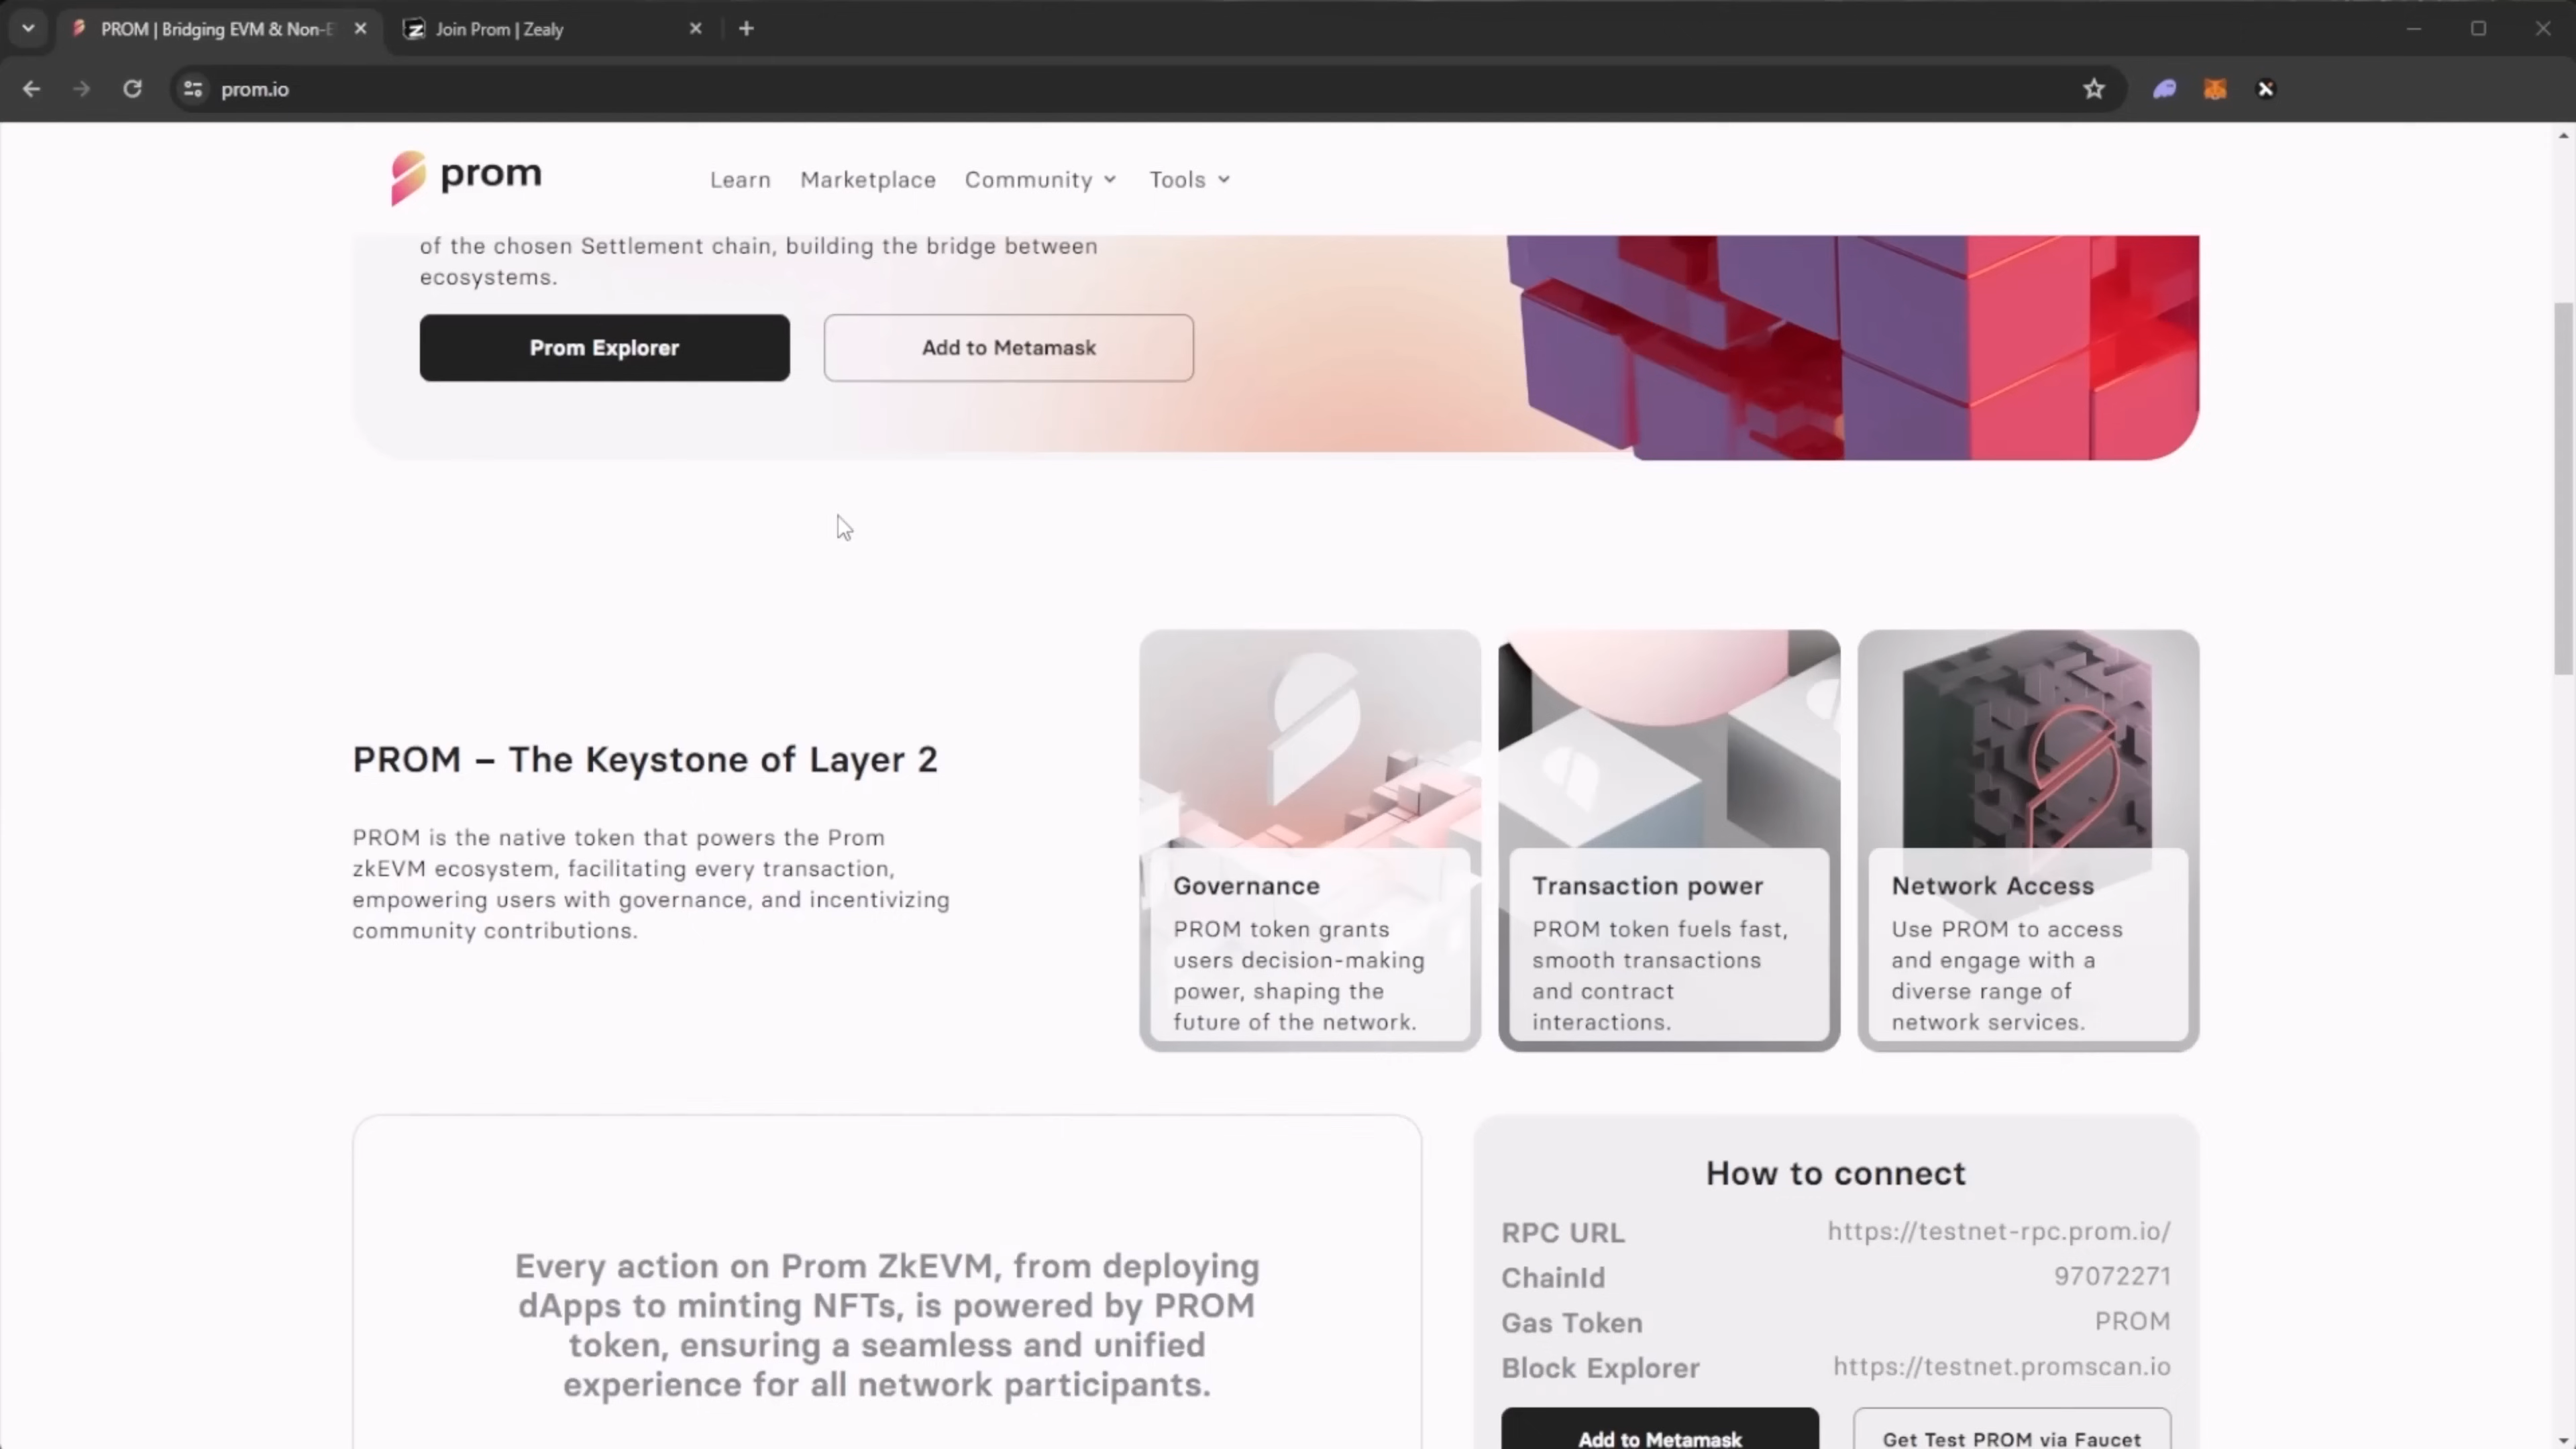 PROM | Bridging EVM & Non-E
Join Prom | Zealy
prom.io
prom
Learn
Marketplace
Community
Tools
of the chosen Settlement chain, building the bridge between
ecosystems.
Prom Explorer
Add to Metamask
PROM – The Keystone of Layer 2
PROM is the native token that powers the Prom
zkEVM ecosystem, facilitating every transaction,
empowering users with governance, and incentivizing
community contributions.
Governance
PROM token grants
users decision-making
power, shaping the
future of the network.
Transaction power
PROM token fuels fast,
smooth transactions
and contract
interactions.
Network Access
Use PROM to access
and engage with a
diverse range of
network services.
Every action on Prom ZkEVM, from deploying
dApps to minting NFTs, is powered by PROM
token, ensuring a seamless and unified
experience for all network participants.
How to connect
RPC URL https://testnet-rpc.prom.io/
ChainId 97072271
Gas Token PROM
Block Explorer https://testnet.promscan.io
Add to Metamask
Get Test PROM via Faucet